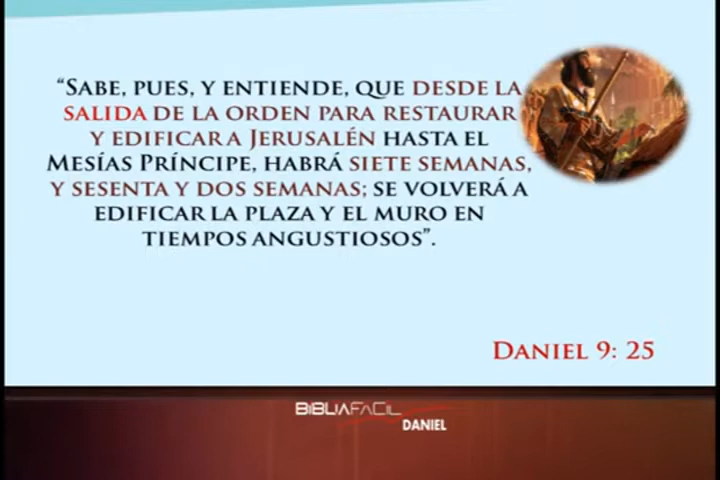 “Sabe, pues, y entiende, que desde la
salida de la orden para restaurar
y edificar a Jerusalén hasta el
Mesías Príncipe, habrá siete semanas,
y sesenta y dos semanas; se volverá a
edificar la plaza y el muro en
tiempos angustiosos”.
Daniel 9: 25
BIBLIAFACIL
DANIEL